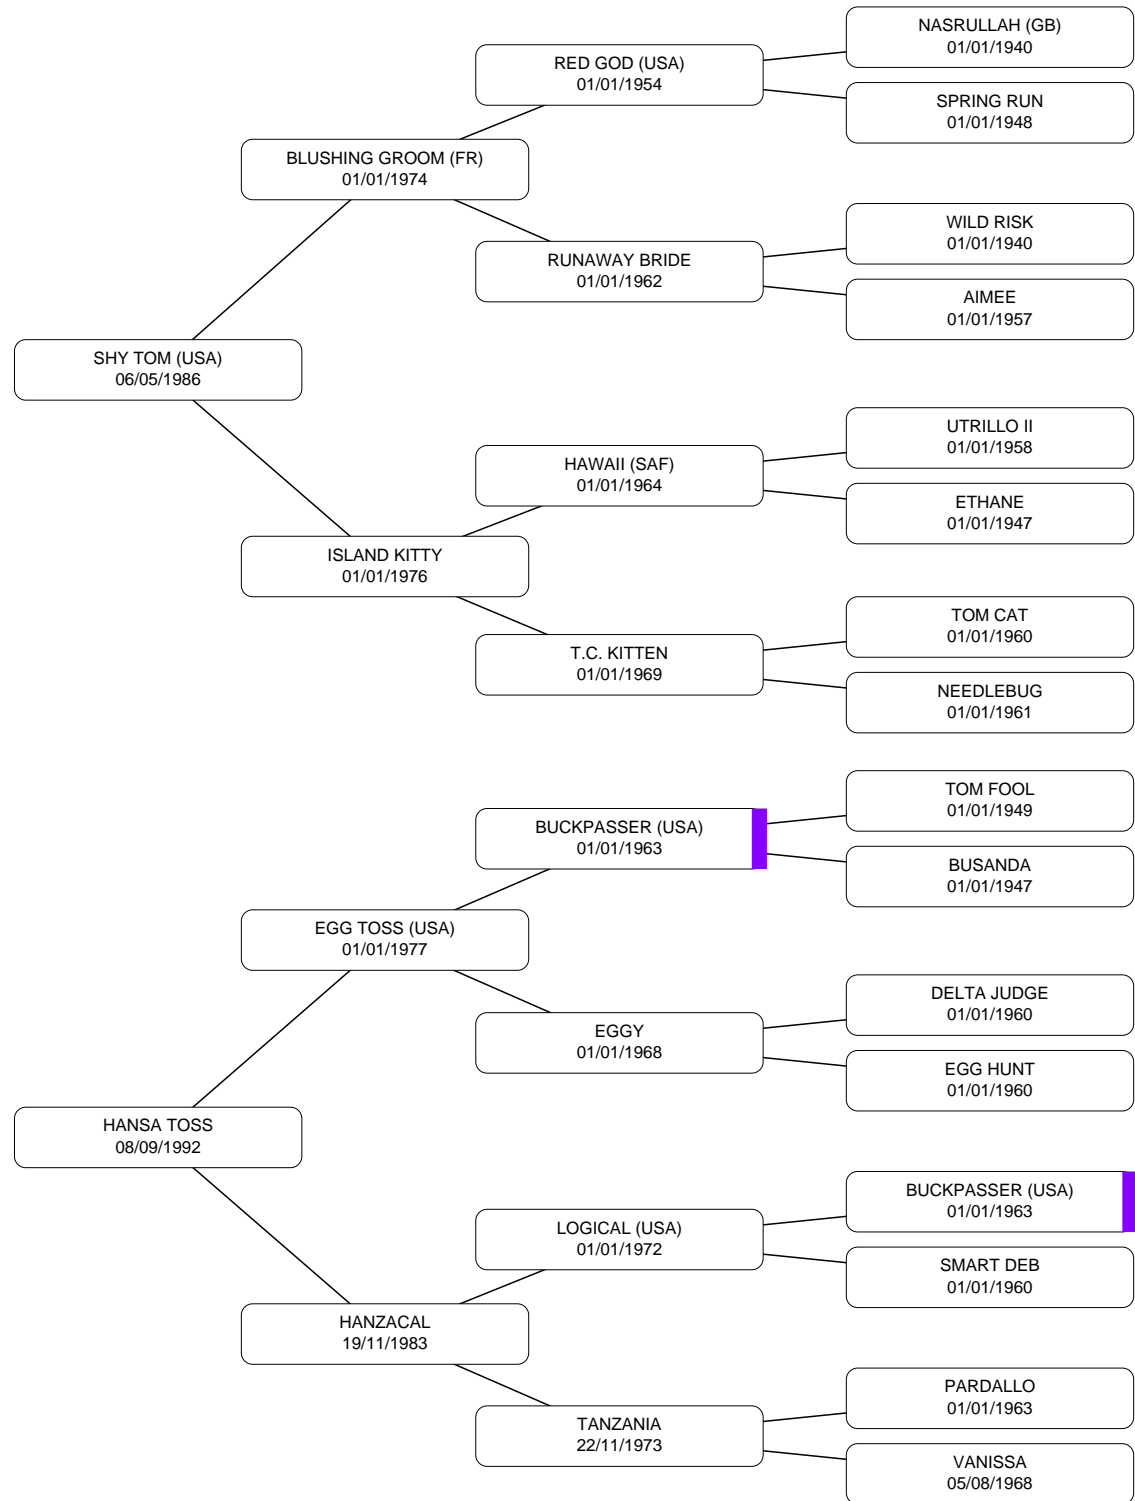 NASRULLAH (GB)
01/01/1940
RED GOD (USA)
01/01/1954
SPRING RUN
01/01/1948
BLUSHING GROOM (FR)
01/01/1974
WILD RISK
01/01/1940
RUNAWAY BRIDE
01/01/1962
AIMEE
01/01/1957
SHY TOM (USA)
06/05/1986
UTRILLO II
01/01/1958
HAWAII (SAF)
01/01/1964
ETHANE
01/01/1947
ISLAND KITTY
01/01/1976
TOM CAT
01/01/1960
T.C. KITTEN
01/01/1969
NEEDLEBUG
01/01/1961
TOM FOOL
01/01/1949
BUCKPASSER (USA)
01/01/1963
BUSANDA
01/01/1947
EGG TOSS (USA)
01/01/1977
DELTA JUDGE
01/01/1960
EGGY
01/01/1968
EGG HUNT
01/01/1960
HANSA TOSS
08/09/1992
BUCKPASSER (USA)
01/01/1963
LOGICAL (USA)
01/01/1972
SMART DEB
01/01/1960
HANZACAL
19/11/1983
PARDALLO
01/01/1963
TANZANIA
22/11/1973
VANISSA
05/08/1968